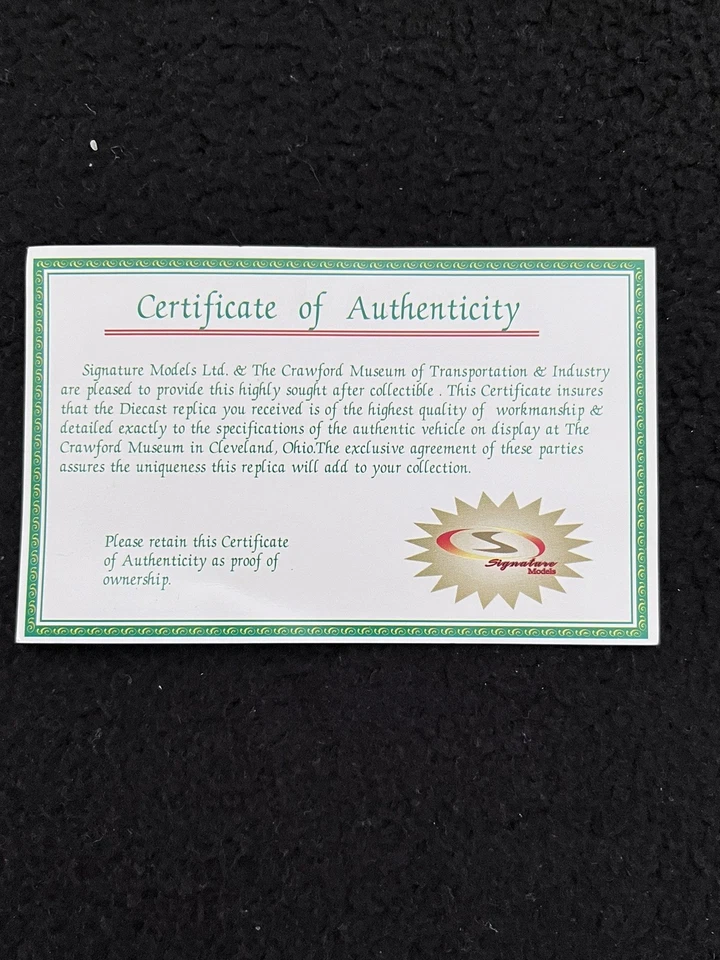 Certificate of Authenticity
Signature Models Ltd. & The Crawford Museum of Transportation & Industry
are pleased to provide this highly sought after collectible . This Certificate insures
that the Diecast replica you received is of the highest quality of workmanship &
detailed exactly to the specifications of the authentic vehicle on display at The
Crawford Museum in Cleveland, Ohio.The exclusive agreement of these parties
assures the uniqueness this replica will add to your collection.
Please retain this Certificate
of Authenticity as proof of
ownership.
S
Signature
Models